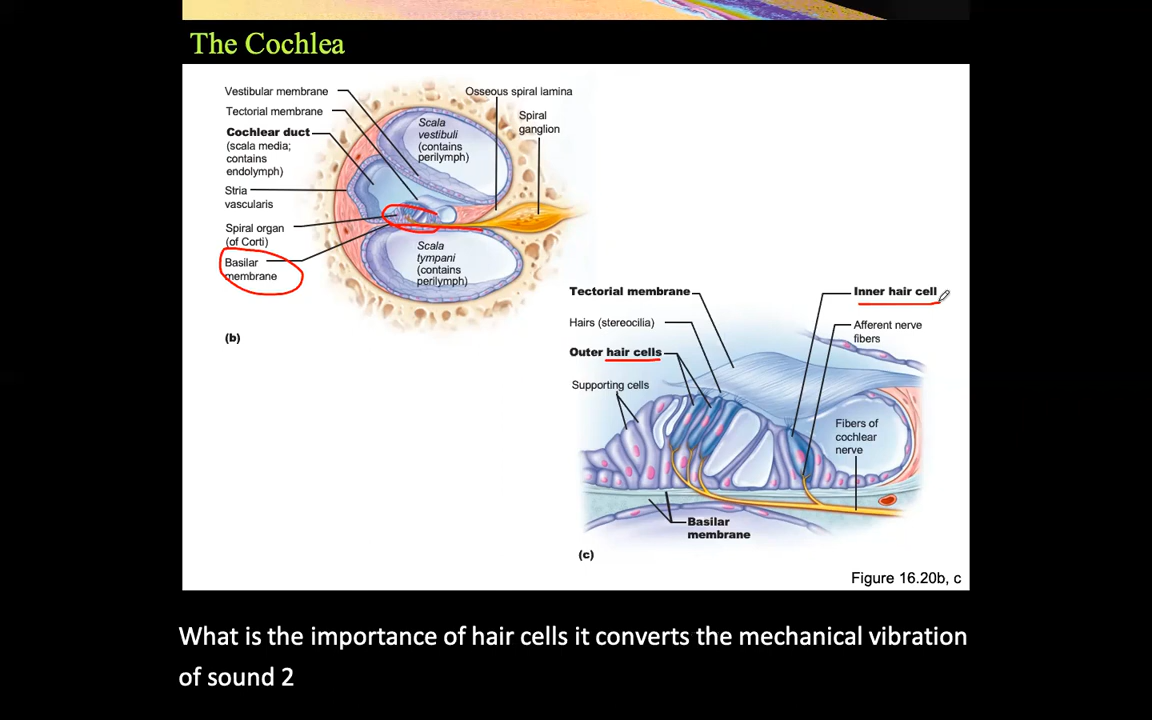 The Cochlea
Vestibular membrane
Tectorial membrane
Cochlear duct
(scala media;
contains
endolymph)
Stria
vascularis
Spiral organ
(of Corti)
Basilar
membrane
Osseous spiral lamina
Spiral
ganglion
Scala
vestibuli
(contains
perilymph)
Scala
tympani
(contains
perilymph)
(b)
Tectorial membrane
Hairs (stereocilia)
Outer hair cells
Supporting cells
Inner hair cell
Afferent nerve
fibers
Fibers of
cochlear
nerve
Basilar
membrane
(c)
Figure 16.20b, c
What is the importance of hair cells it converts the mechanical vibration
of sound 2